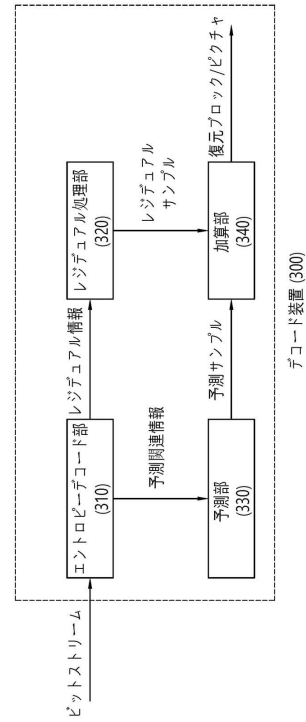 ビットストリーム
エントロピーデコード部
(310)
レジデュアル情報
レジデュアル処理部
(320)
予測関連情報
レジデュアル
サンプル
予測部
(330)
予測サンプル
加算部
(340)
復元ブロック/ピクチャ
デコード装置 (300)